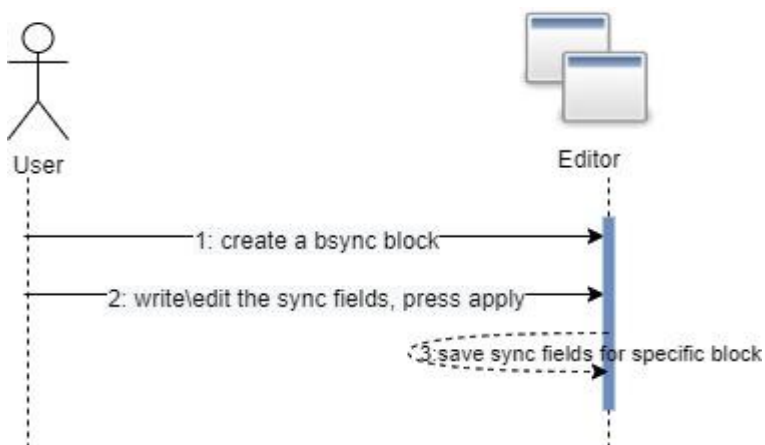 User
Editor
1: create a bsync block
2: write\edit the sync fields, press apply
3:save sync fields for specific block